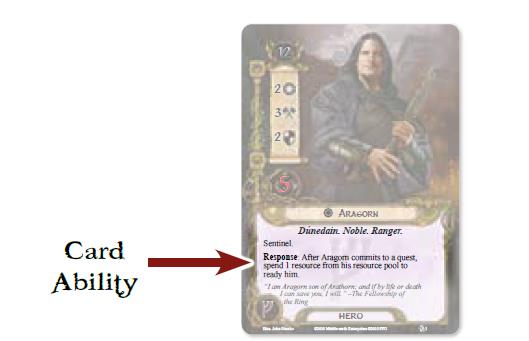 12
2
3
2
5
Aragorn
Dúnedain. Noble. Ranger.
Sentinel.
Response: After Aragorn commits to a quest,
spend 1 resource from his resource pool to
ready him.
"I am Aragorn son of Arathorn; and if by life or death
I can save you, I will." –The Fellowship of
the Ring
HERO
Card
Ability